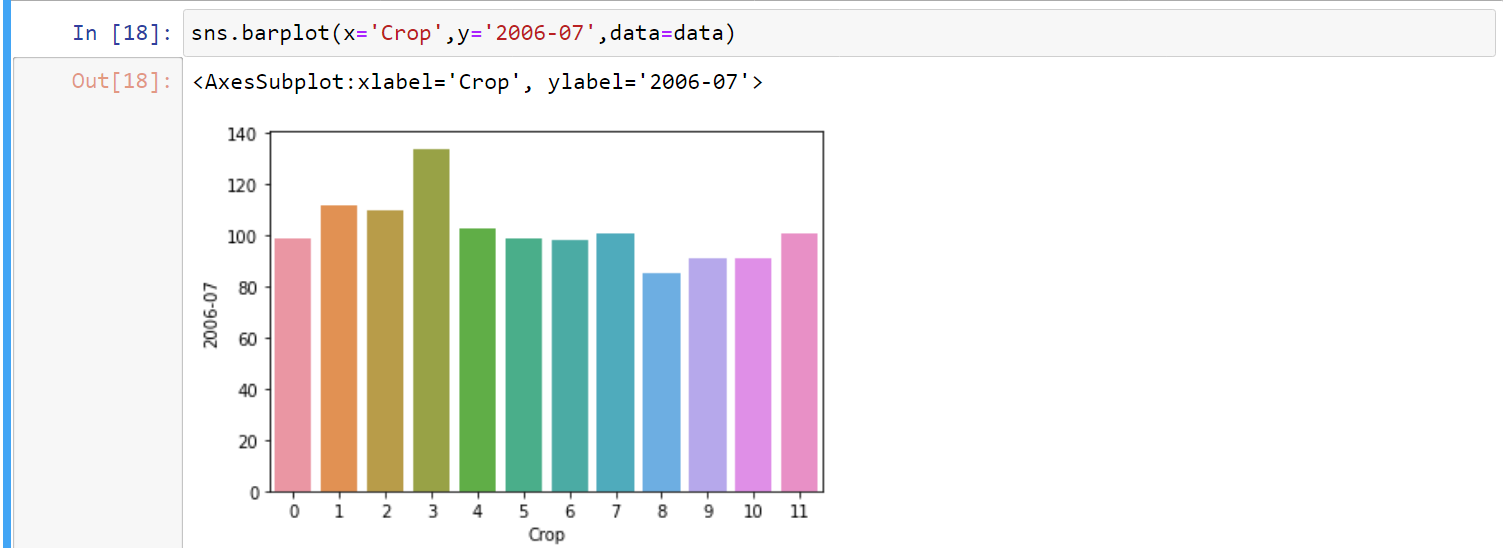 In [18]: sns.barplot(x='Crop',y='2006-07',data=data)
Out[18]: <AxesSubplot:xlabel='Crop', ylabel='2006-07'>
140
120
100
80
60
40
20
0
2006-07
0 1 2 3 4 5 6 7 8 9 10 11
Crop